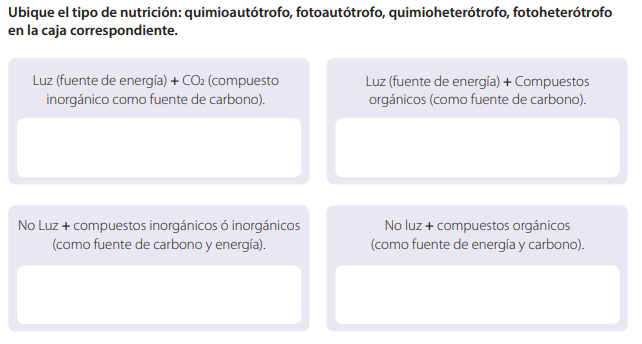 Ubique el tipo de nutrición: quimioautótrofo, fotoautótrofo, quimioheterótrofo, fotoheterótrofo
en la caja correspondiente.
Luz (fuente de energía) + CO₂ (compuesto
inorgánico como fuente de carbono).
Luz (fuente de energía) + Compuestos
orgánicos (como fuente de carbono).
No Luz + compuestos inorgánicos ó inorgánicos
(como fuente de carbono y energía).
No luz + compuestos orgánicos
(como fuente de energía y carbono).